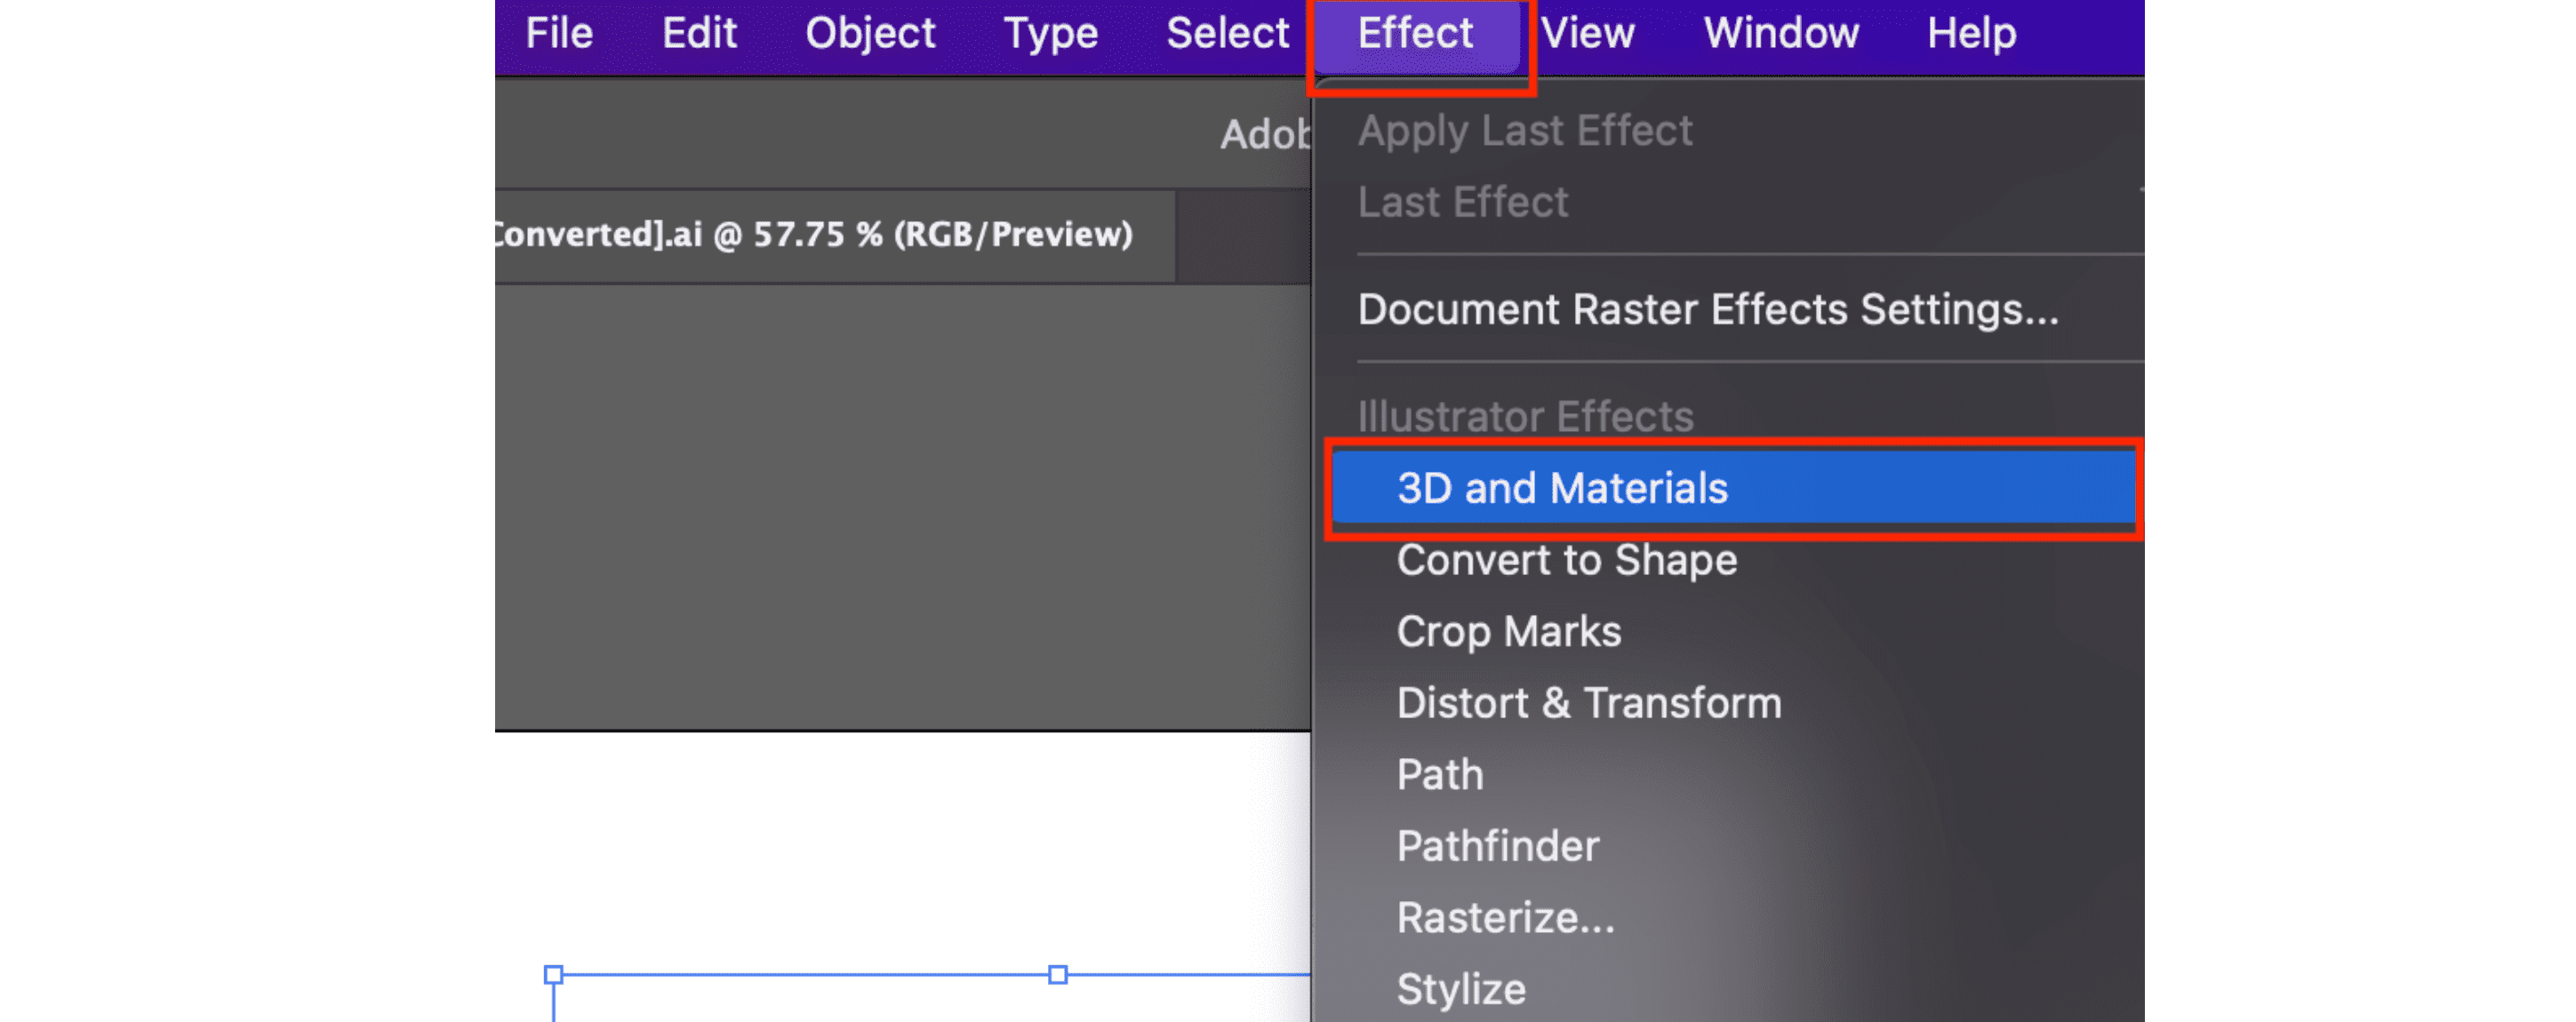 File Edit Object Type Select Effect View Window Help
Adob
Converted].ai @ 57.75 % (RGB/Preview)
Apply Last Effect
Last Effect
Document Raster Effects Settings...
Illustrator Effects
3D and Materials
Convert to Shape
Crop Marks
Distort & Transform
Path
Pathfinder
Rasterize...
Stylize